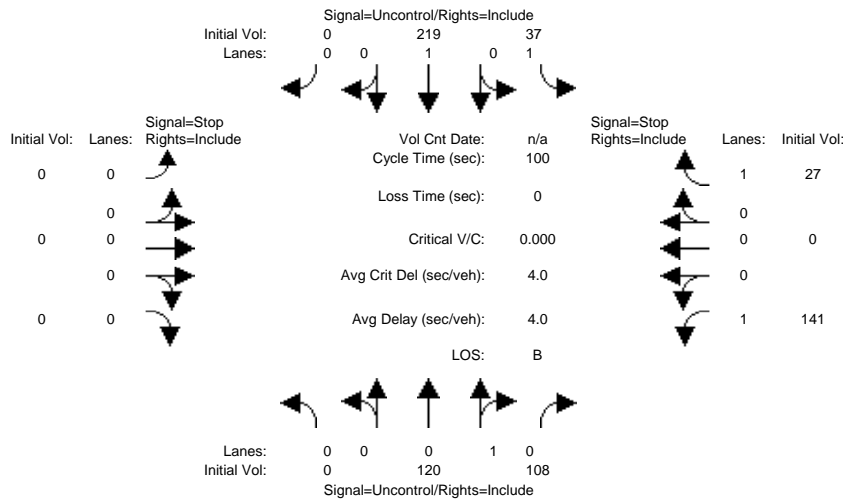 Signal=Uncontrol/Rights=Include
Initial Vol: 0 219 37
Lanes: 0 0 1 0 1
Signal=Stop
Initial Vol: Lanes: Rights=Include
Vol Cnt Date: n/a
Signal=Stop
Rights=Include Lanes: Initial Vol:
Cycle Time (sec): 100
0 0
1 27
Loss Time (sec): 0
0
0
0 0
Critical V/C: 0.000
0 0
0
Avg Crit Del (sec/veh): 4.0
0
0 0
Avg Delay (sec/veh): 4.0
1 141
LOS: B
Lanes: 0 0 0 1 0
Initial Vol: 0 120 108
Signal=Uncontrol/Rights=Include